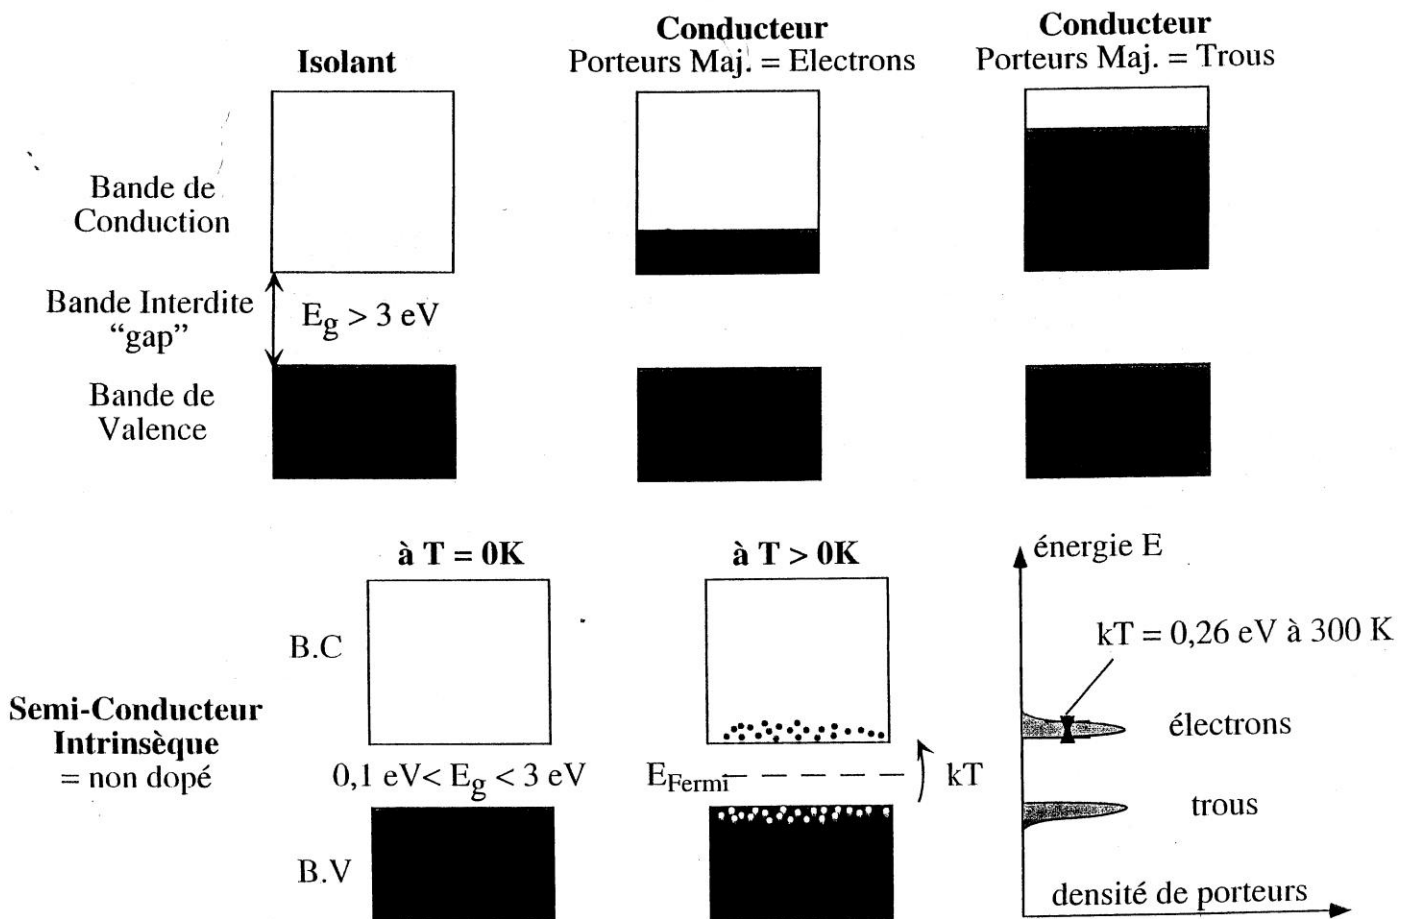 Isolant
Conducteur
Porteurs Maj. = Electrons
Conducteur
Porteurs Maj. = Trous
Bande de
Conduction
Bande Interdite
“gap”
Eg > 3 eV
Bande de
Valence
à T = 0K
à T > 0K
énergie E
B.C
kT = 0,26 eV à 300 K
Semi-Conducteur
Intrinsèque
= non dopé
0,1 eV< Eg < 3 eV
EFermi
kT
électrons
trous
B.V
densité de porteurs